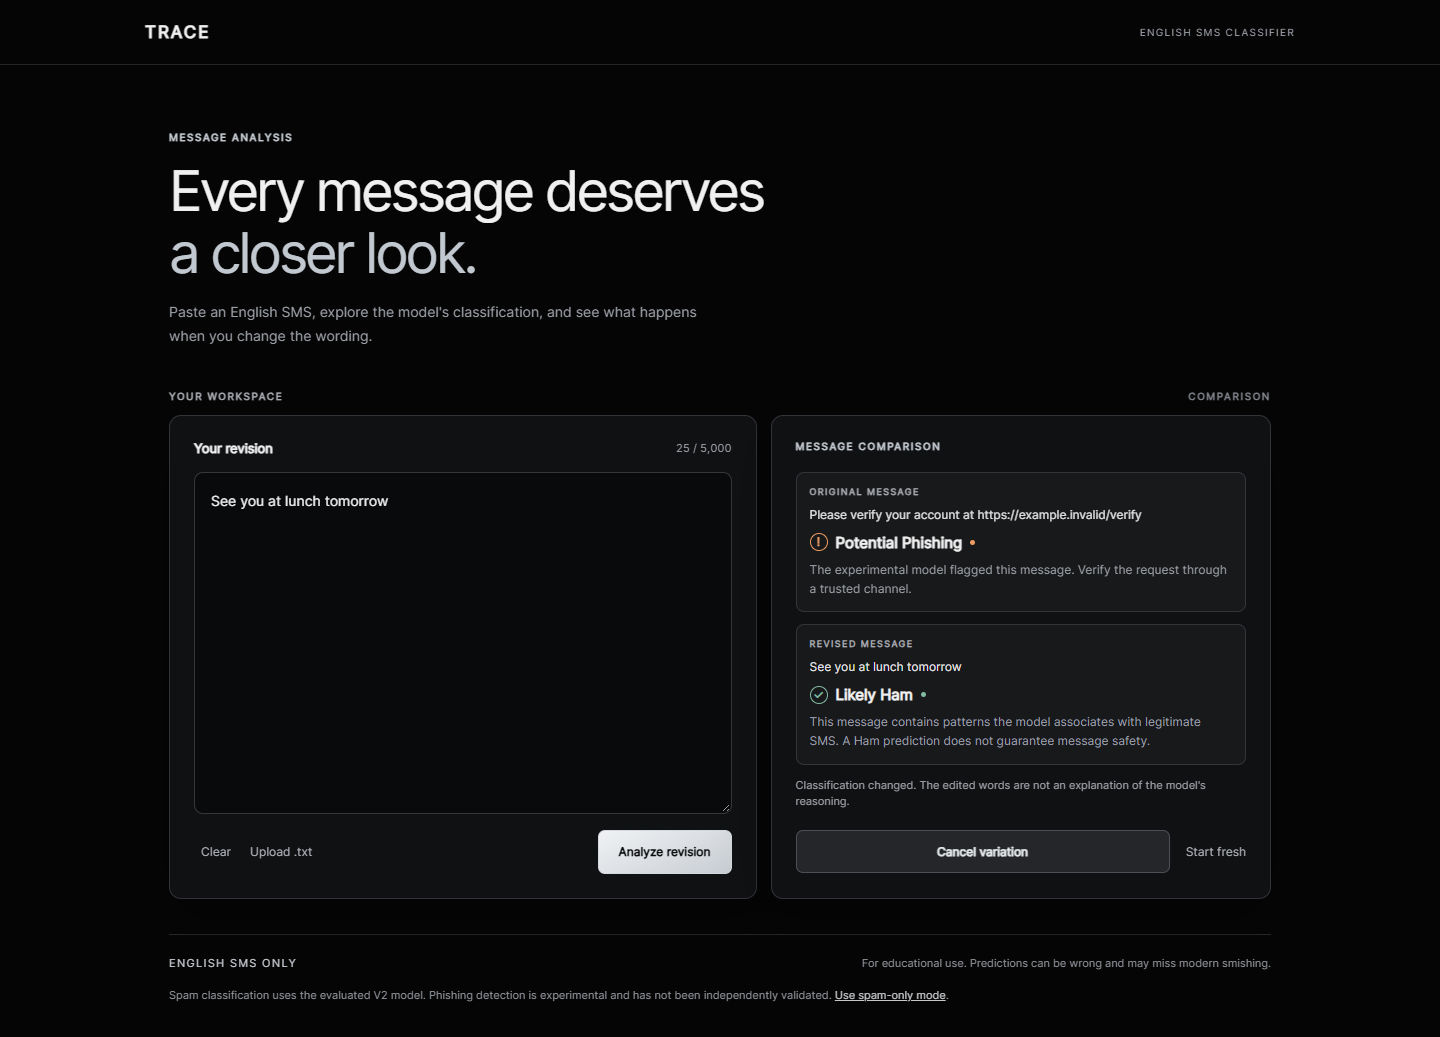 TRACE
ENGLISH SMS CLASSIFIER
MESSAGE ANALYSIS
Every message deserves
a closer look.
Paste an English SMS, explore the model's classification, and see what happens
when you change the wording.
YOUR WORKSPACE
COMPARISON
Your revision
25 / 5,000
See you at lunch tomorrow
Clear
Upload .txt
Analyze revision
MESSAGE COMPARISON
ORIGINAL MESSAGE
Please verify your account at https://example.invalid/verify
Potential Phishing
The experimental model flagged this message. Verify the request through
a trusted channel.
REVISED MESSAGE
See you at lunch tomorrow
Likely Ham
This message contains patterns the model associates with legitimate
SMS. A Ham prediction does not guarantee message safety.
Classification changed. The edited words are not an explanation of the model's
reasoning.
Cancel variation
Start fresh
ENGLISH SMS ONLY
For educational use. Predictions can be wrong and may miss modern smishing.
Spam classification uses the evaluated V2 model. Phishing detection is experimental and has not been independently validated. Use spam-only mode.